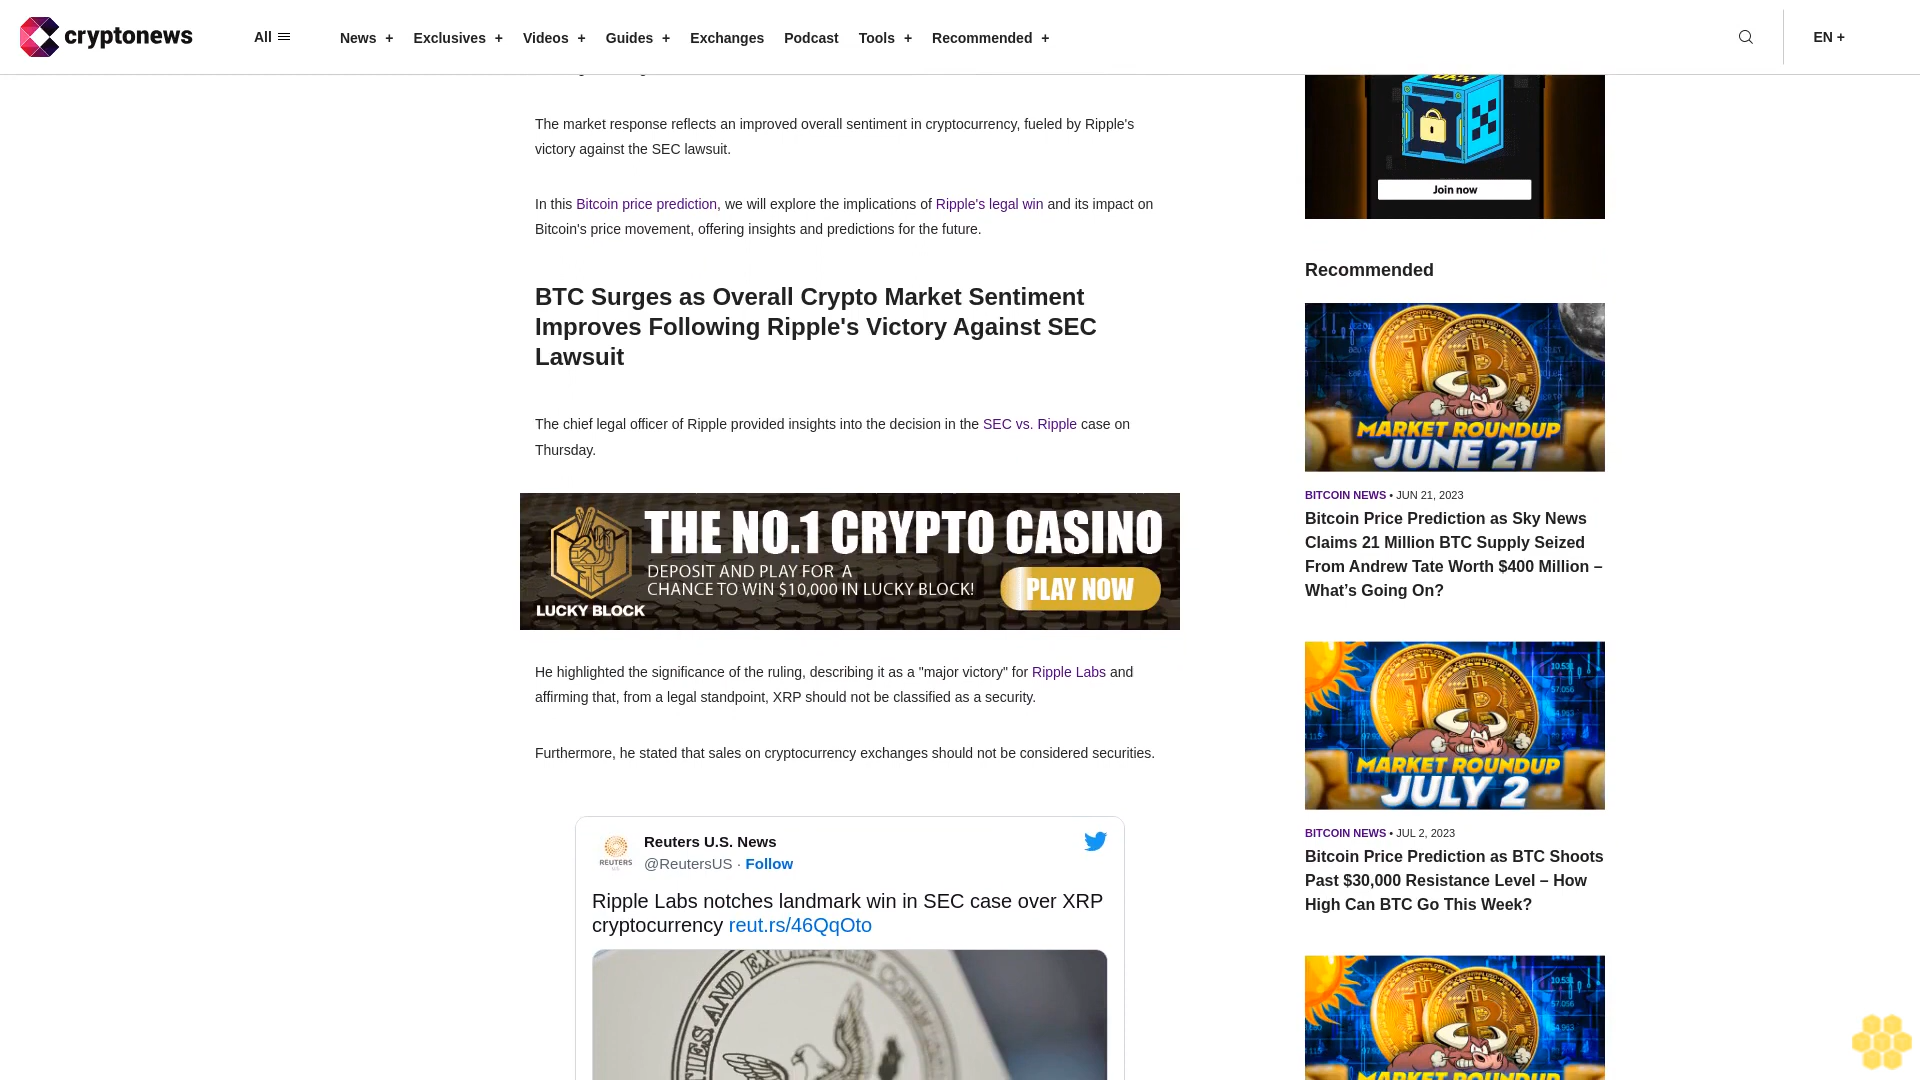 cryptonews
All
News +
Exclusives +
Videos +
Guides +
Exchanges
Podcast
Tools +
Recommended +
EN +
The market response reflects an improved overall sentiment in cryptocurrency, fueled by Ripple's
victory against the SEC lawsuit.
In this Bitcoin price prediction, we will explore the implications of Ripple's legal win and its impact on
Bitcoin's price movement, offering insights and predictions for the future.
BTC Surges as Overall Crypto Market Sentiment
Improves Following Ripple's Victory Against SEC
Lawsuit
The chief legal officer of Ripple provided insights into the decision in the SEC vs. Ripple case on
Thursday.
THE NO.1 CRYPTO CASINO
DEPOSIT AND PLAY FOR A
CHANCE TO WIN $10,000 IN LUCKY BLOCK!
PLAY NOW
LUCKY BLOCK
He highlighted the significance of the ruling, describing it as a "major victory" for Ripple Labs and
affirming that, from a legal standpoint, XRP should not be classified as a security.
Furthermore, he stated that sales on cryptocurrency exchanges should not be considered securities.
REUTERS
Reuters U.S. News
@ReutersUS · Follow
Ripple Labs notches landmark win in SEC case over XRP
cryptocurrency reut.rs/46QqOto
Join now
Recommended
MARKET ROUNDUP
JUNE 21
BITCOIN NEWS • JUN 21, 2023
Bitcoin Price Prediction as Sky News
Claims 21 Million BTC Supply Seized
From Andrew Tate Worth $400 Million –
What’s Going On?
MARKET ROUNDUP
JULY 2
BITCOIN NEWS • JUL 2, 2023
Bitcoin Price Prediction as BTC Shoots
Past $30,000 Resistance Level – How
High Can BTC Go This Week?
MARKET ROUNDUP